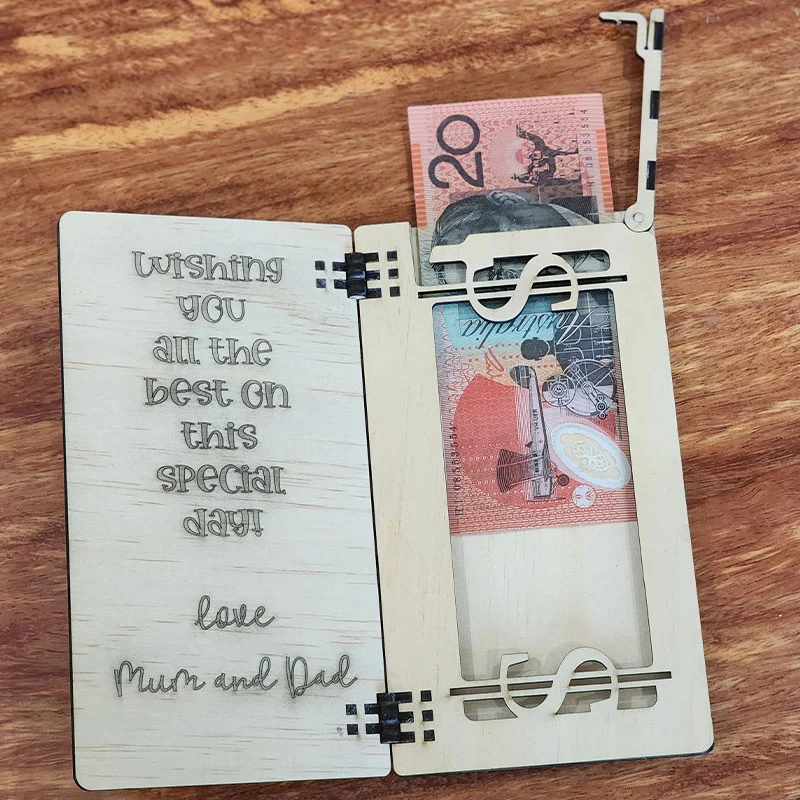 Wishing
you
all the
best on
this
special
day!
love
Mum and Dad
20
Australia
$
$